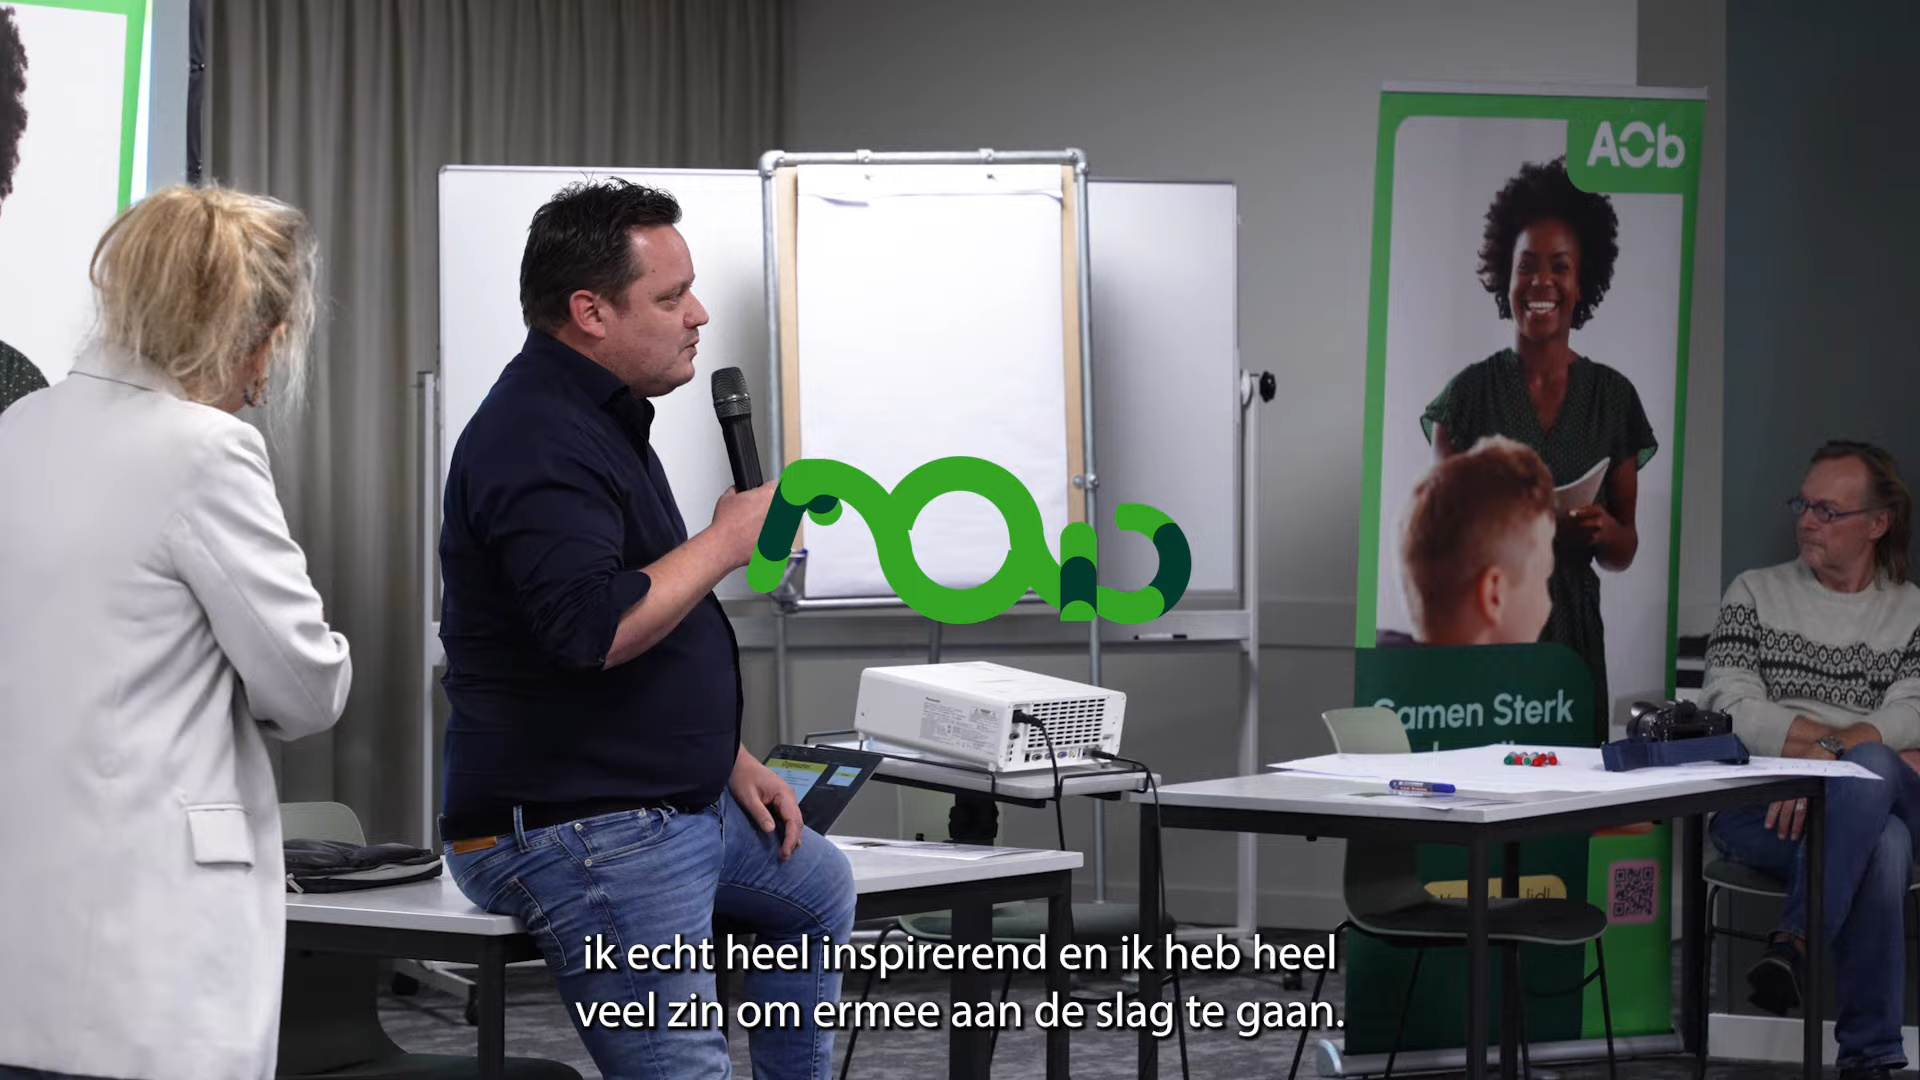 AOb
Samen Sterk
ik echt heel inspirerend en ik heb heel
veel zin om ermee aan de slag te gaan.